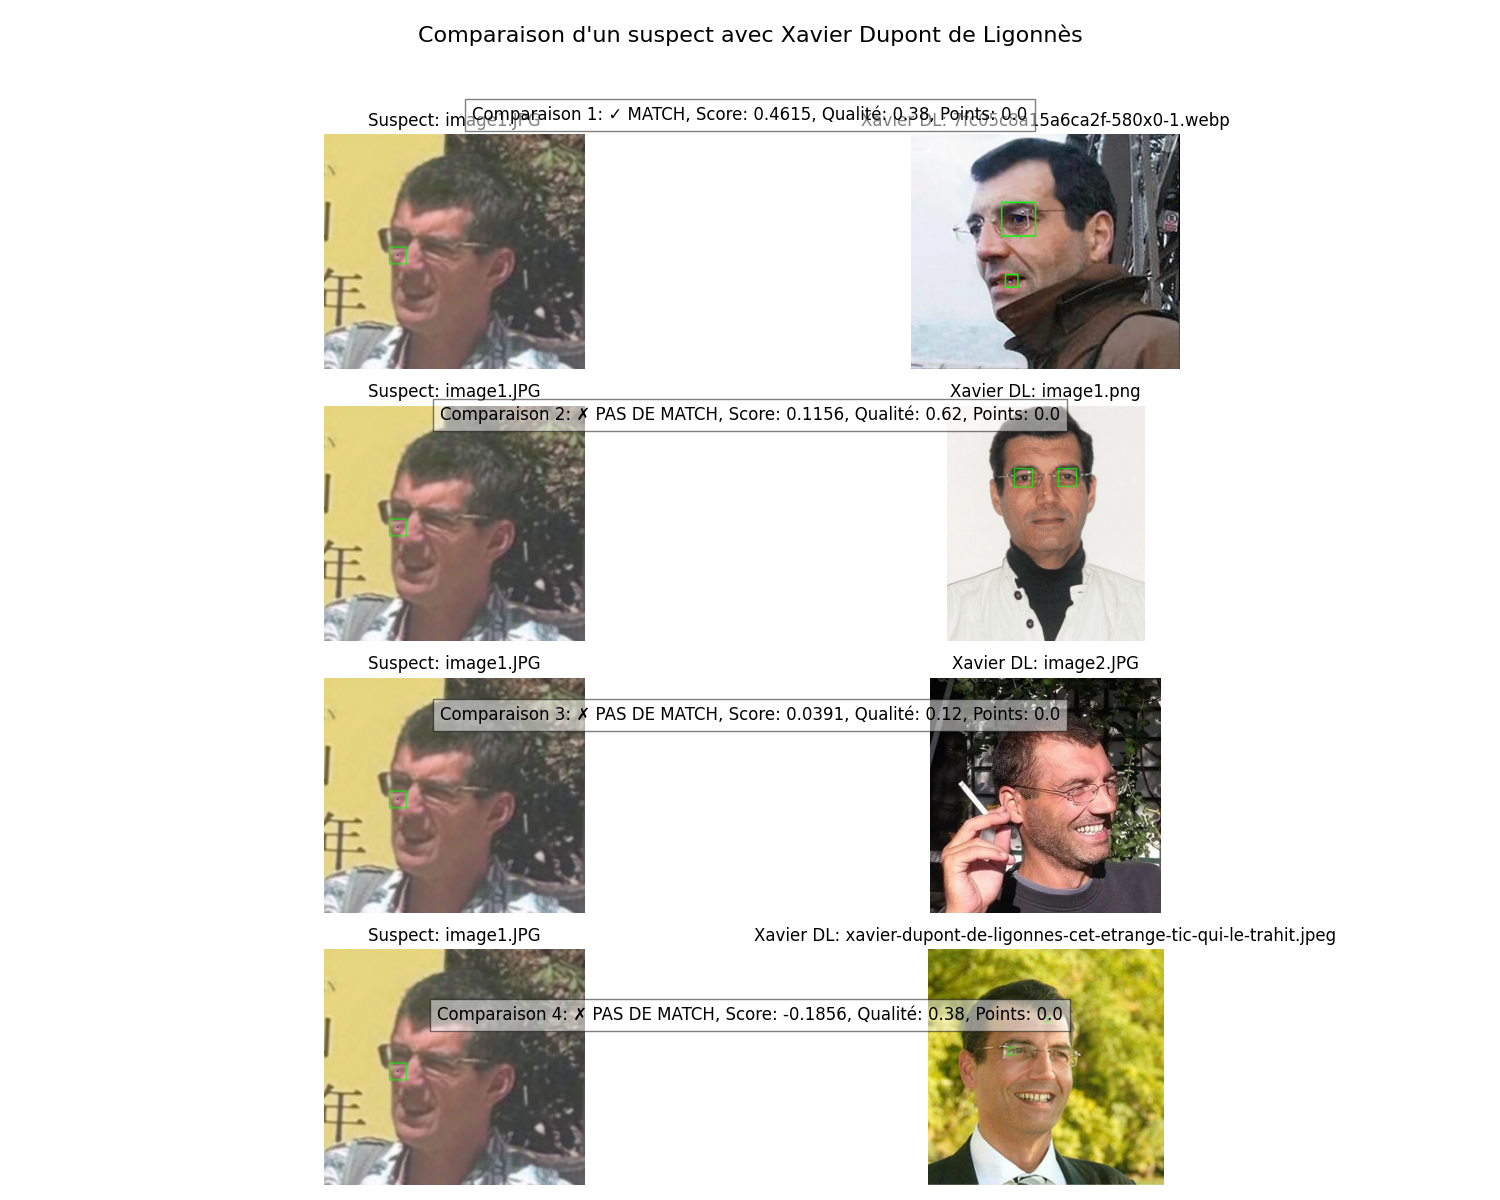 Comparaison d'un suspect avec Xavier Dupont de Ligonnès
Comparaison 1: ✓ MATCH, Score: 0.4615, Qualité: 0.38, Points: 0.0
Suspect: image1.JPG
Xavier DL: 15a6ca2f-580x0-1.webp
年
Suspect: image1.JPG
Xavier DL: image1.png
Comparaison 2: ✗ PAS DE MATCH, Score: 0.1156, Qualité: 0.62, Points: 0.0
年
Suspect: image1.JPG
Xavier DL: image2.JPG
Comparaison 3: ✗ PAS DE MATCH, Score: 0.0391, Qualité: 0.12, Points: 0.0
年
Suspect: image1.JPG
Xavier DL: xavier-dupont-de-ligonnes-cet-etrange-tic-qui-le-trahit.jpeg
Comparaison 4: ✗ PAS DE MATCH, Score: -0.1856, Qualité: 0.38, Points: 0.0
年